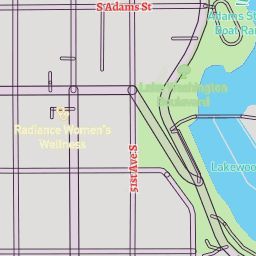 S Adams St
Adams St
Boat Ra
Lake Washington
Boulevard
Radiance Women's
Wellness
51st Ave S
Lakewoo